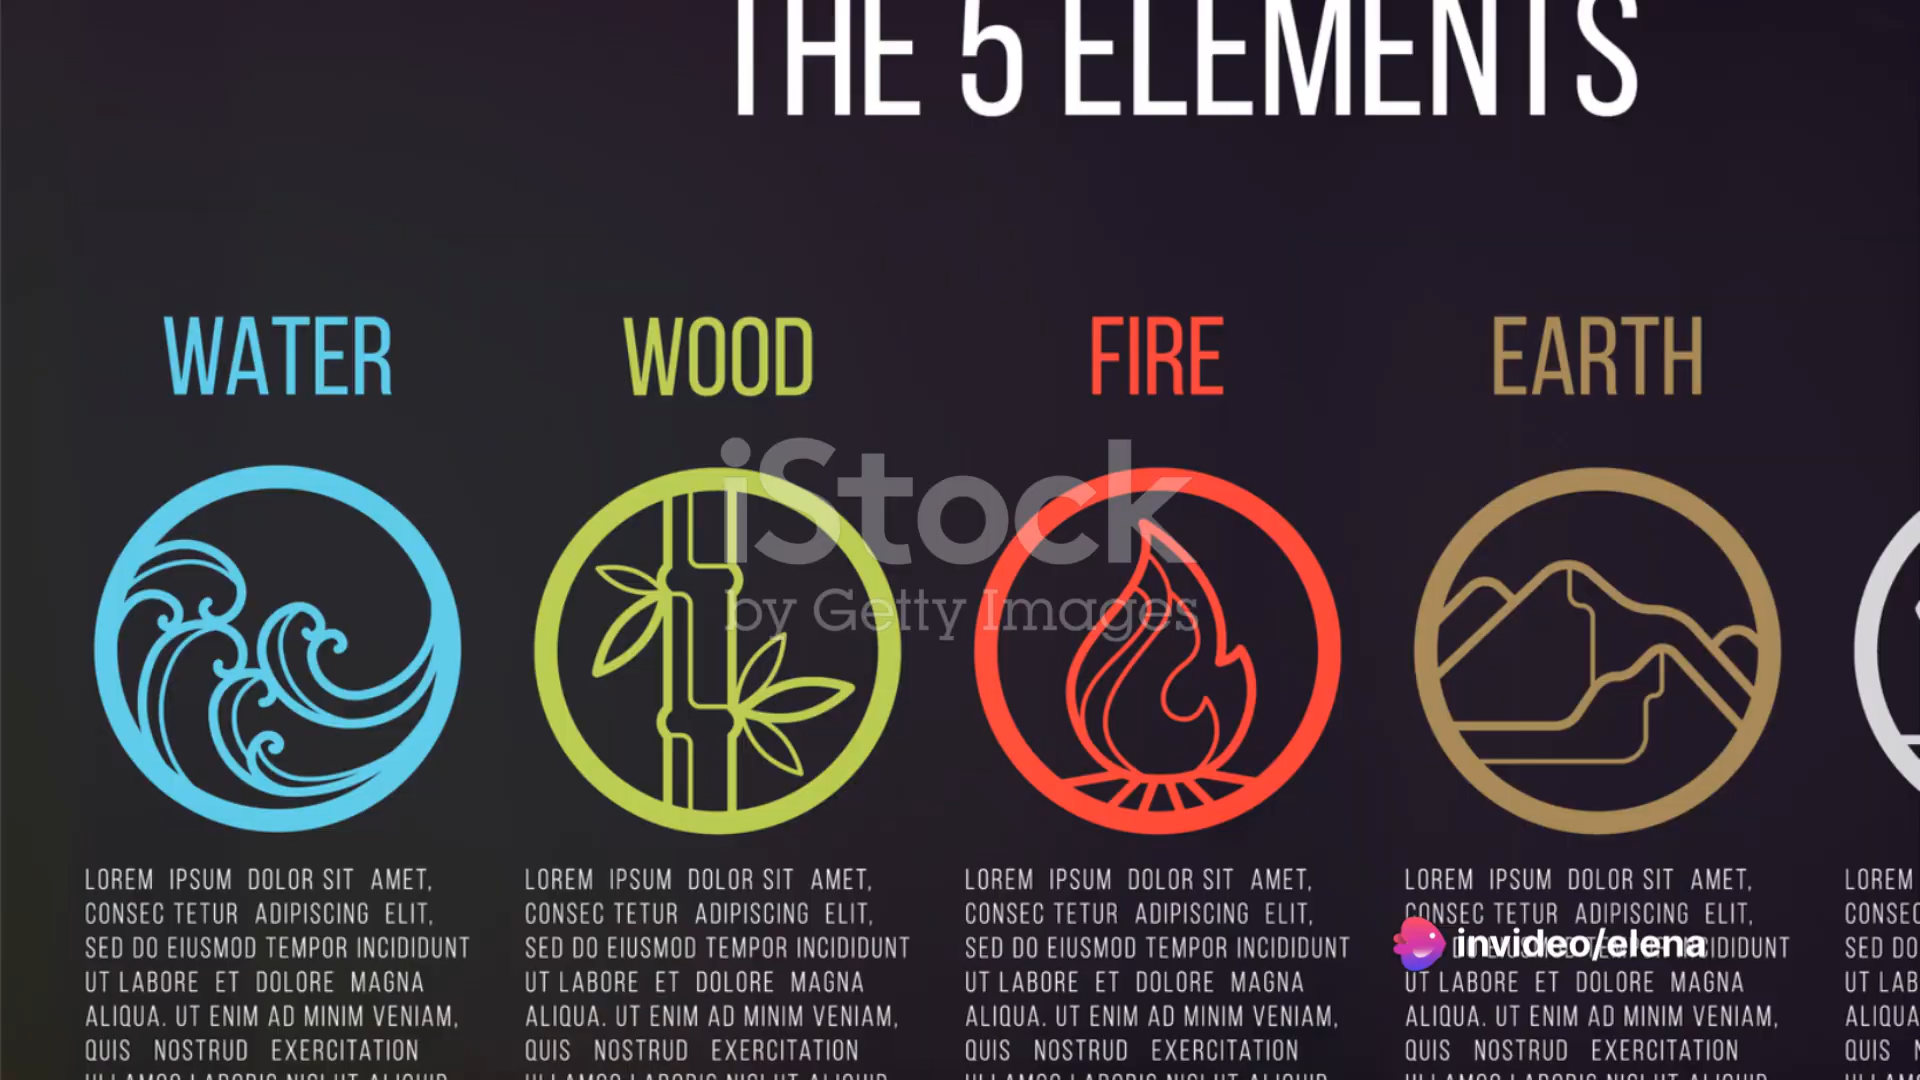 THE 5 ELEMENTS
WATER
WOOD
FIRE
EARTH
iStock
by Getty Images
LOREM IPSUM DOLOR SIT AMET,
CONSEC TETUR ADIPISCING ELIT,
SED DO EIUSMOD TEMPOR INCIDIDUNT
UT LABORE ET DOLORE MAGNA
ALIQUA. UT ENIM AD MINIM VENIAM,
QUIS NOSTRUD EXERCITATION
LOREM IPSUM DOLOR SIT AMET,
CONSEC TETUR ADIPISCING ELIT,
SED DO EIUSMOD TEMPOR INCIDIDUNT
UT LABORE ET DOLORE MAGNA
ALIQUA. UT ENIM AD MINIM VENIAM,
QUIS NOSTRUD EXERCITATION
LOREM IPSUM DOLOR SIT AMET,
CONSEC TETUR ADIPISCING ELIT,
SED DO EIUSMOD TEMPOR INCIDIDUNT
UT LABORE ET DOLORE MAGNA
ALIQUA. UT ENIM AD MINIM VENIAM,
QUIS NOSTRUD EXERCITATION
LOREM IPSUM DOLOR SIT AMET,
CONSEC TETUR ADIPISCING ELIT,
UT LABORE ET DOLORE MAGNA
ALIQUA. UT ENIM AD MINIM VENIAM,
QUIS NOSTRUD EXERCITATION
LOREM
SED DO
invideo/elena